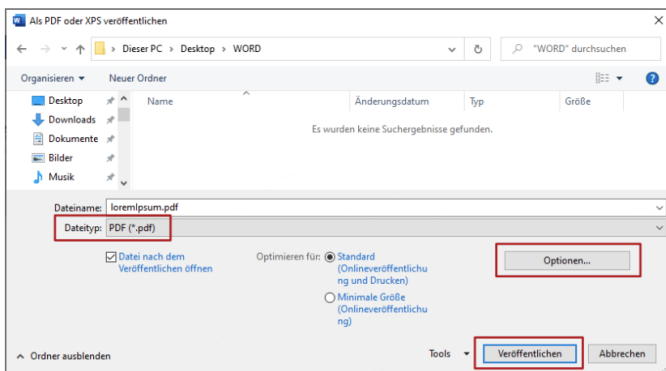 Als PDF oder XPS veröffentlichen
Dieser PC > Desktop > WORD
"WORD" durchsuchen
Organisieren
Neuer Ordner
Desktop
Downloads
Dokumente
Bilder
Musik
Name
Änderungsdatum
Typ
Größe
Es wurden keine Suchergebnisse gefunden.
Dateiname: loremIpsum.pdf
Dateityp: PDF (*.pdf)
Datei nach dem
Veröffentlichen öffnen
Optimieren für:
Standard
(Onlineveröffentlichu
ng und Drucken)
Minimale Größe
(Onlineveröffentlichu
ng)
Optionen...
Ordner ausblenden
Tools
Veröffentlichen
Abbrechen